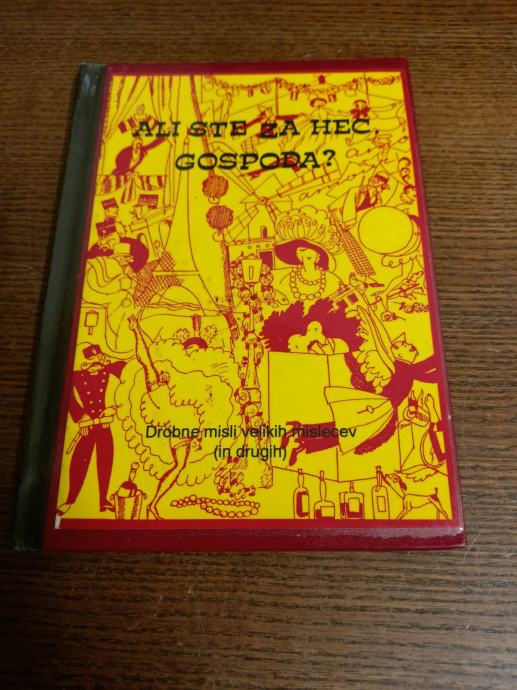 ALI STE ZA HEC,
GOSPODA?
Drobne misli velikih mislecev
(in drugih)